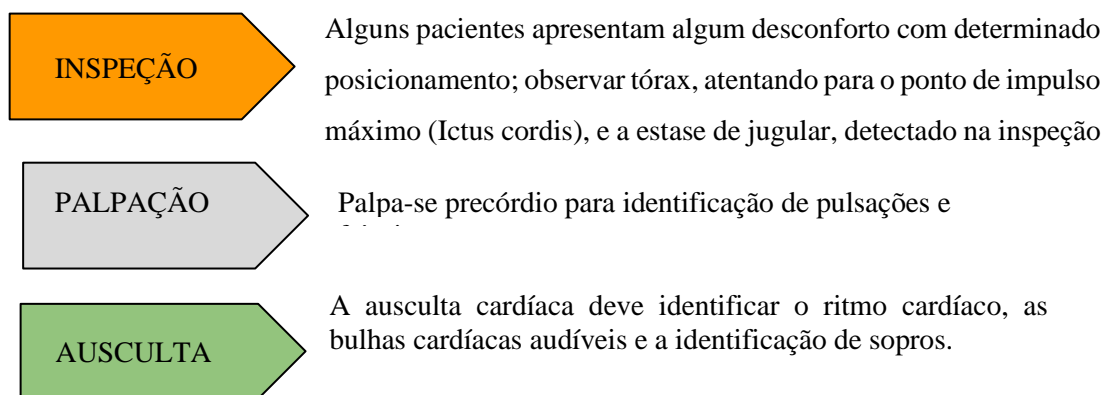 INSPEÇÃO
Alguns pacientes apresentam algum desconforto com determinado
posicionamento; observar tórax, atentando para o ponto de impulso
máximo (Ictus cordis), e a estase de jugular, detectado na inspeção
PALPAÇÃO
Palpa-se precórdio para identificação de pulsações e
AUSCULTA
A ausculta cardíaca deve identificar o ritmo cardíaco, as
bulhas cardíacas audíveis e a identificação de sopros.